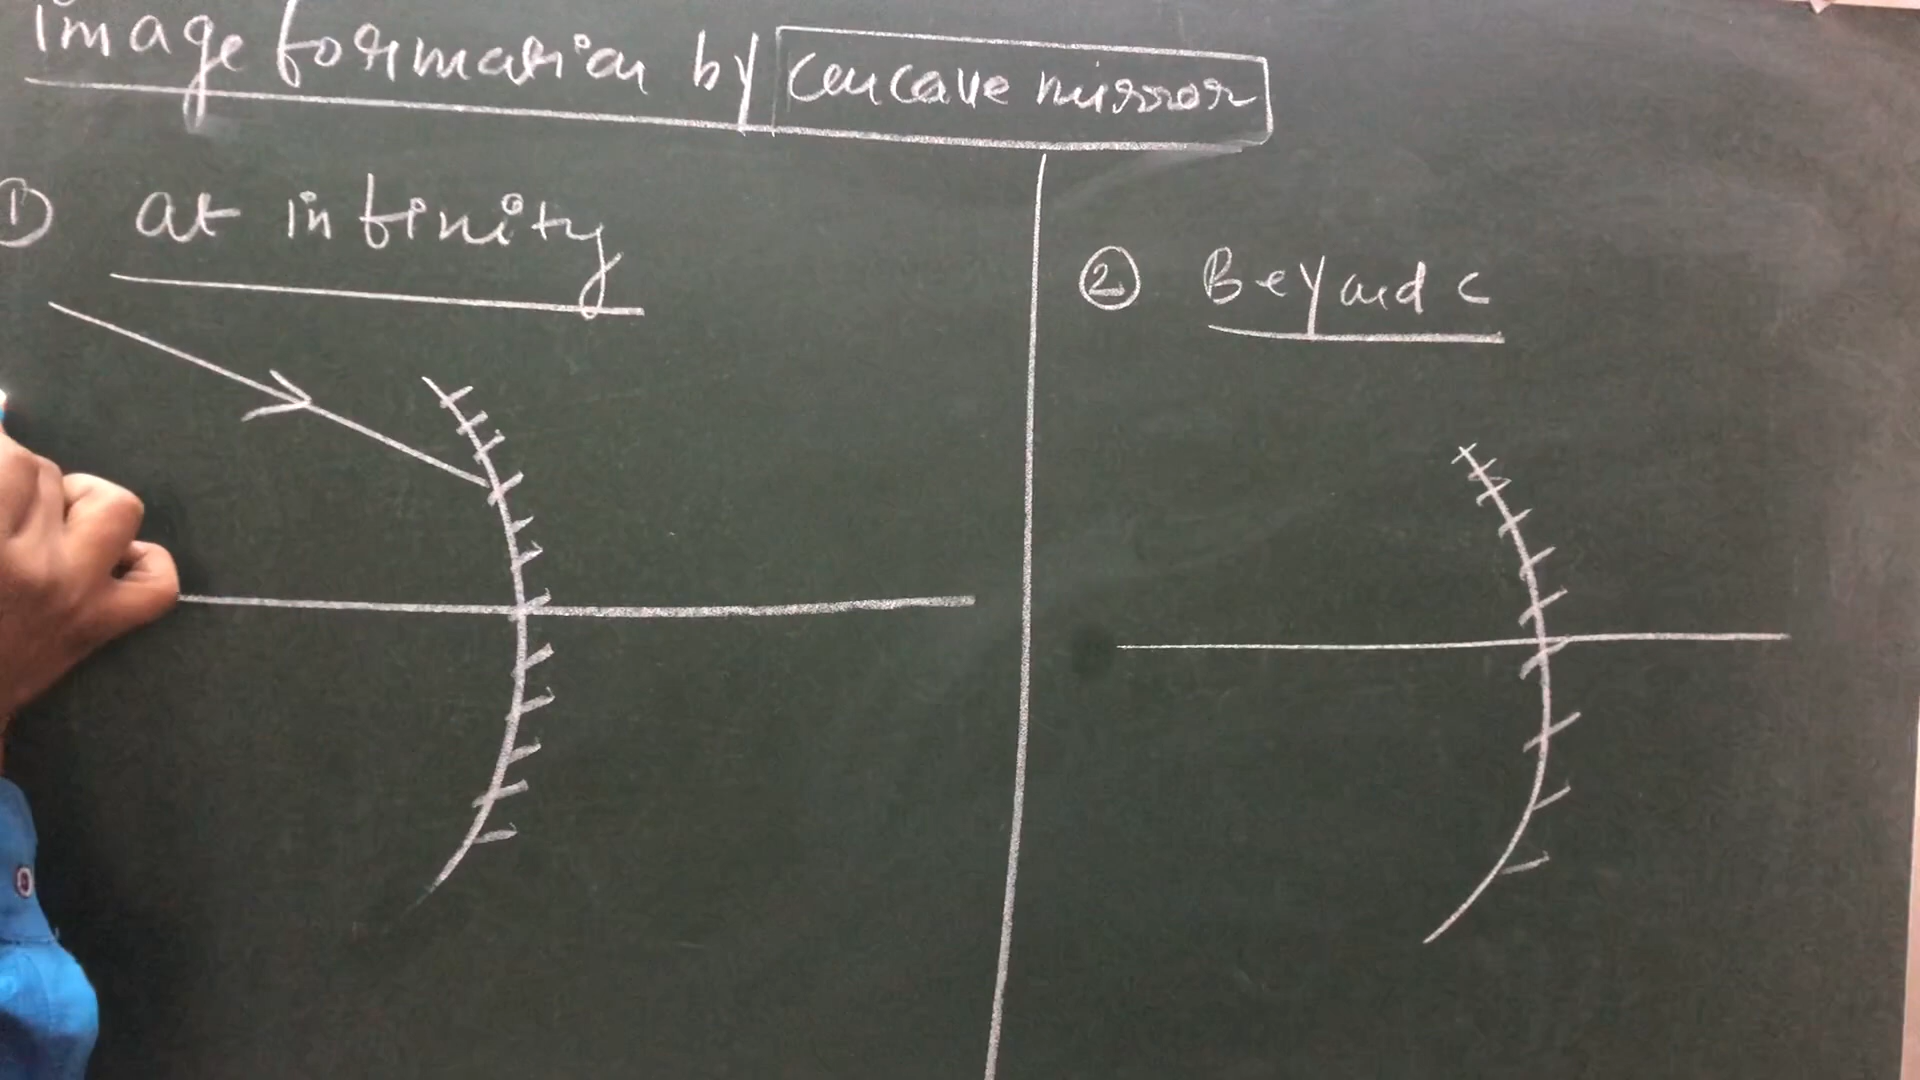 image formation by concave mirror
① at infinity
② Beyond c